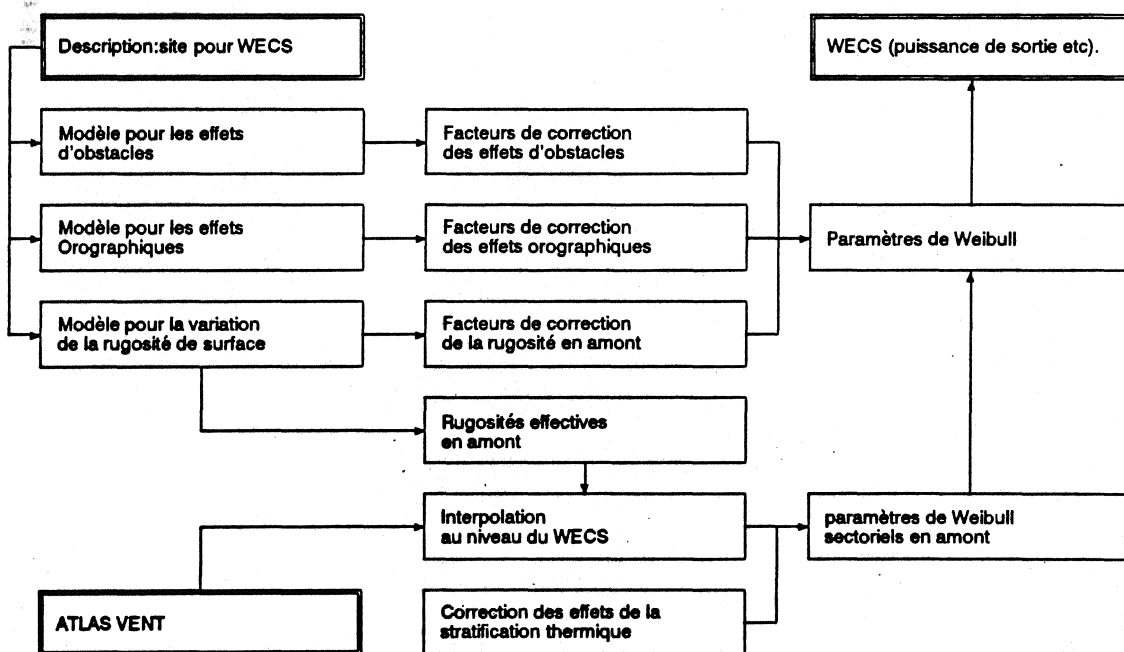 Description:site pour WECS
WECS (puissance de sortie etc).
Modèle pour les effets
d'obstacles
Facteurs de correction
des effets d'obstacles
Modèle pour les effets
Orographiques
Facteurs de correction
des effets orographiques
Paramètres de Weibull
Modèle pour la variation
de la rugosité de surface
Facteurs de correction
de la rugosité en amont
Rugosités effectives
en amont
Interpolation
au niveau du WECS
paramètres de Weibull
sectoriels en amont
ATLAS VENT
Correction des effets de la
stratification thermique